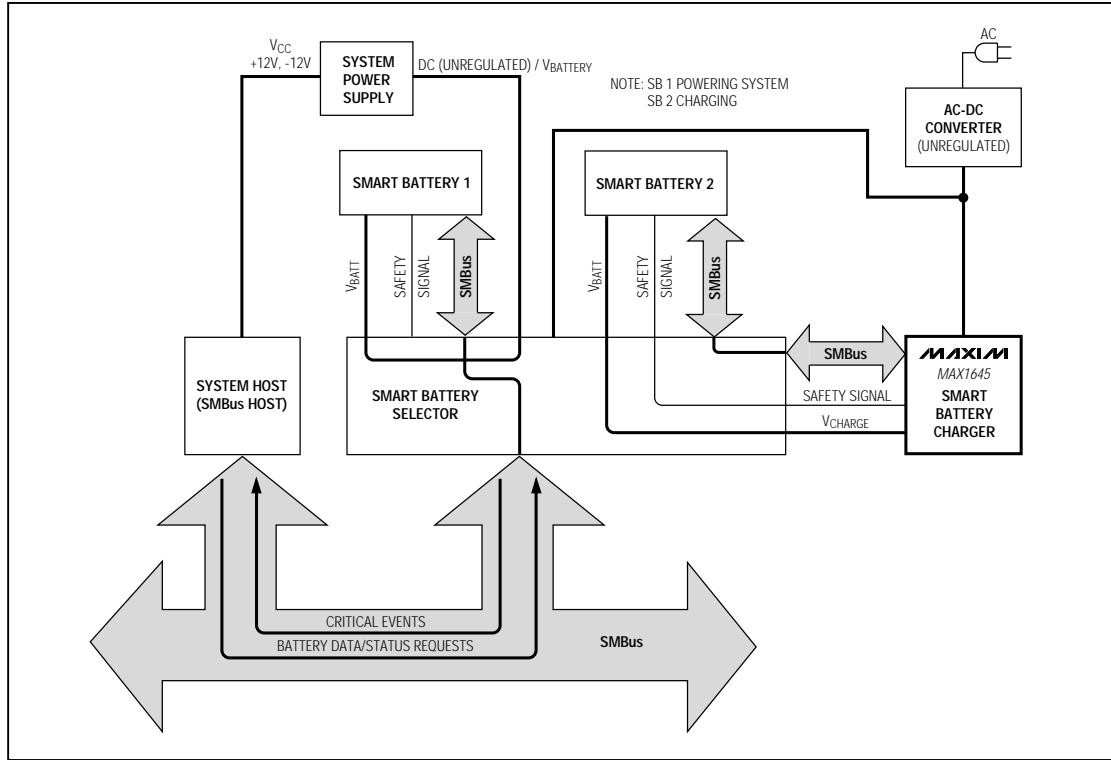 AC
VCC
+12V, -12V
SYSTEM
POWER
SUPPLY
DC (UNREGULATED) / VBATTERY
NOTE: SB 1 POWERING SYSTEM
SB 2 CHARGING
AC-DC
CONVERTER
(UNREGULATED)
SMART BATTERY 1
SMART BATTERY 2
VBATT
SAFETY
SIGNAL
SMBus
VBATT
SAFETY
SIGNAL
SMBus
SYSTEM HOST
(SMBus HOST)
SMART BATTERY
SELECTOR
SMBus
SAFETY SIGNAL
VCHARGE
MAXIM
MAX1645
SMART
BATTERY
CHARGER
CRITICAL EVENTS
BATTERY DATA/STATUS REQUESTS
SMBus